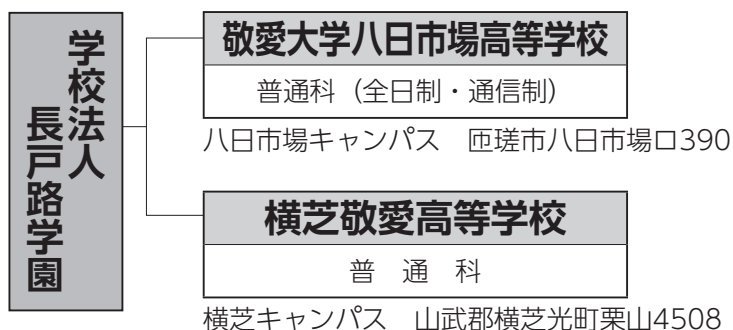 学校法人
長戸路学園
敬愛大学八日市場高等学校
普通科（全日制・通信制）
八日市場キャンパス　匝瑳市八日市場ロ390
横芝敬愛高等学校
普　通　科
横芝キャンパス　山武郡横芝光町栗山4508